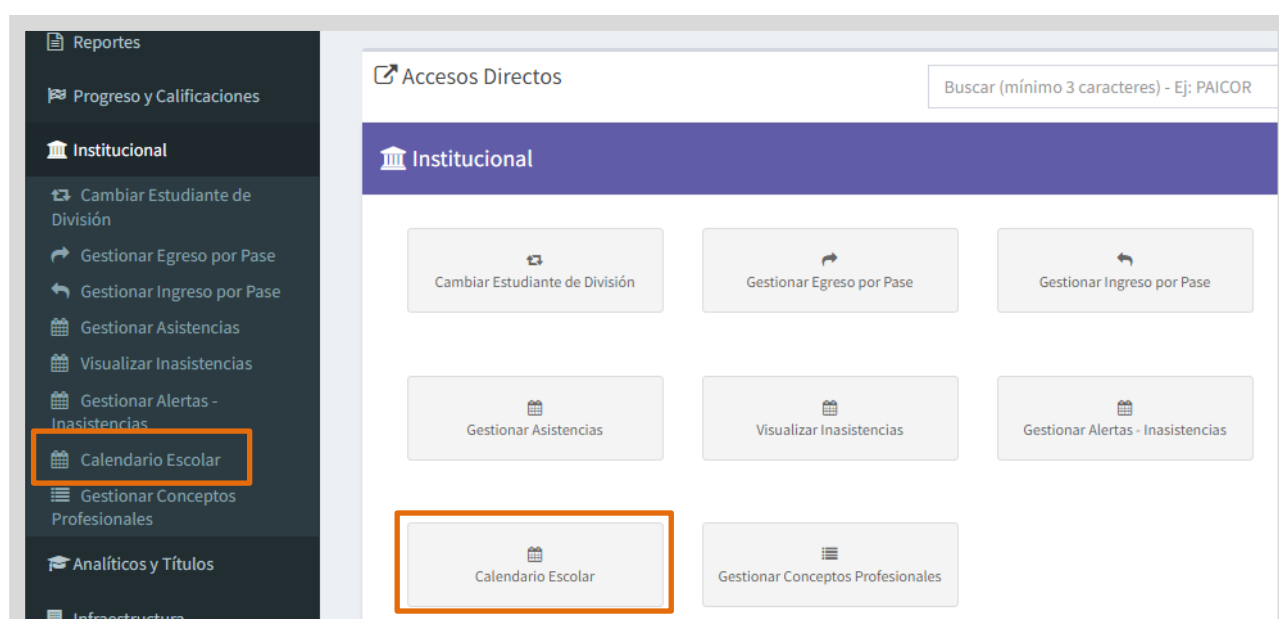 Reportes
Progreso y Calificaciones
Institucional
Cambiar Estudiante de
División
Gestionar Egreso por Pase
Gestionar Ingreso por Pase
Gestionar Asistencias
Visualizar Inasistencias
Gestionar Alertas -
Inasistencias
Calendario Escolar
Gestionar Conceptos
Profesionales
Analíticos y Títulos
Infraestructura
Accesos Directos
Buscar (mínimo 3 caracteres) - Ej: PAICOR
Institucional
Cambiar Estudiante de División
Gestionar Egreso por Pase
Gestionar Ingreso por Pase
Gestionar Asistencias
Visualizar Inasistencias
Gestionar Alertas - Inasistencias
Calendario Escolar
Gestionar Conceptos Profesionales